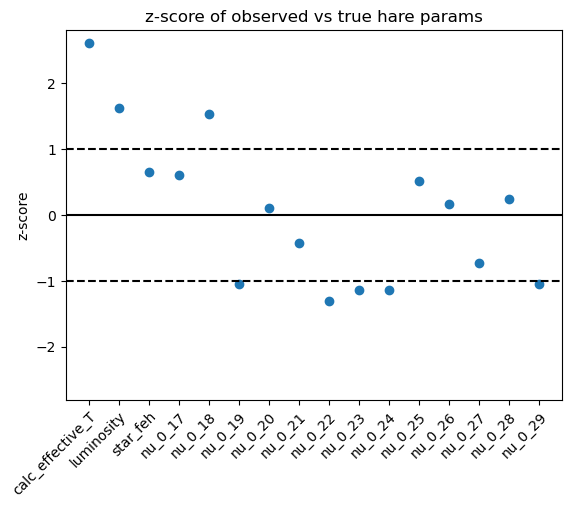 z-score of observed vs true hare params
z-score
2
1
0
−1
−2
calc_effective_T
luminosity
star_feh
nu_0_17
nu_0_18
nu_0_19
nu_0_20
nu_0_21
nu_0_22
nu_0_23
nu_0_24
nu_0_25
nu_0_26
nu_0_27
nu_0_28
nu_0_29